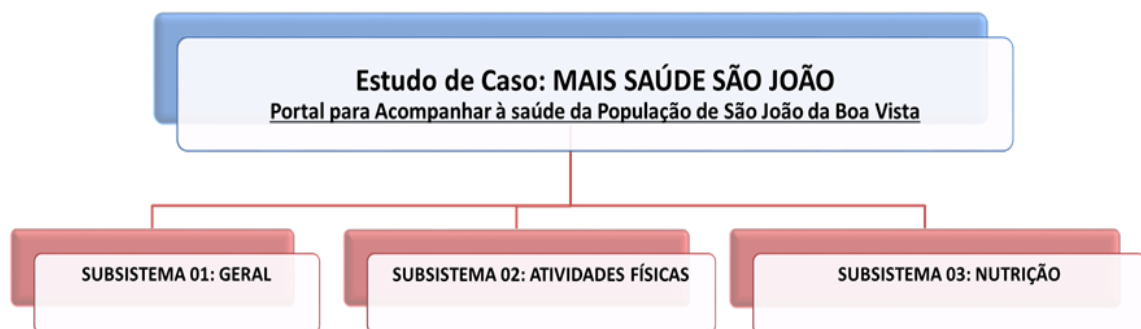 Estudo de Caso: MAIS SAÚDE SÃO JOÃO
Portal para Acompanhar à saúde da População de São João da Boa Vista
SUBSISTEMA 01: GERAL
SUBSISTEMA 02: ATIVIDADES FÍSICAS
SUBSISTEMA 03: NUTRIÇÃO